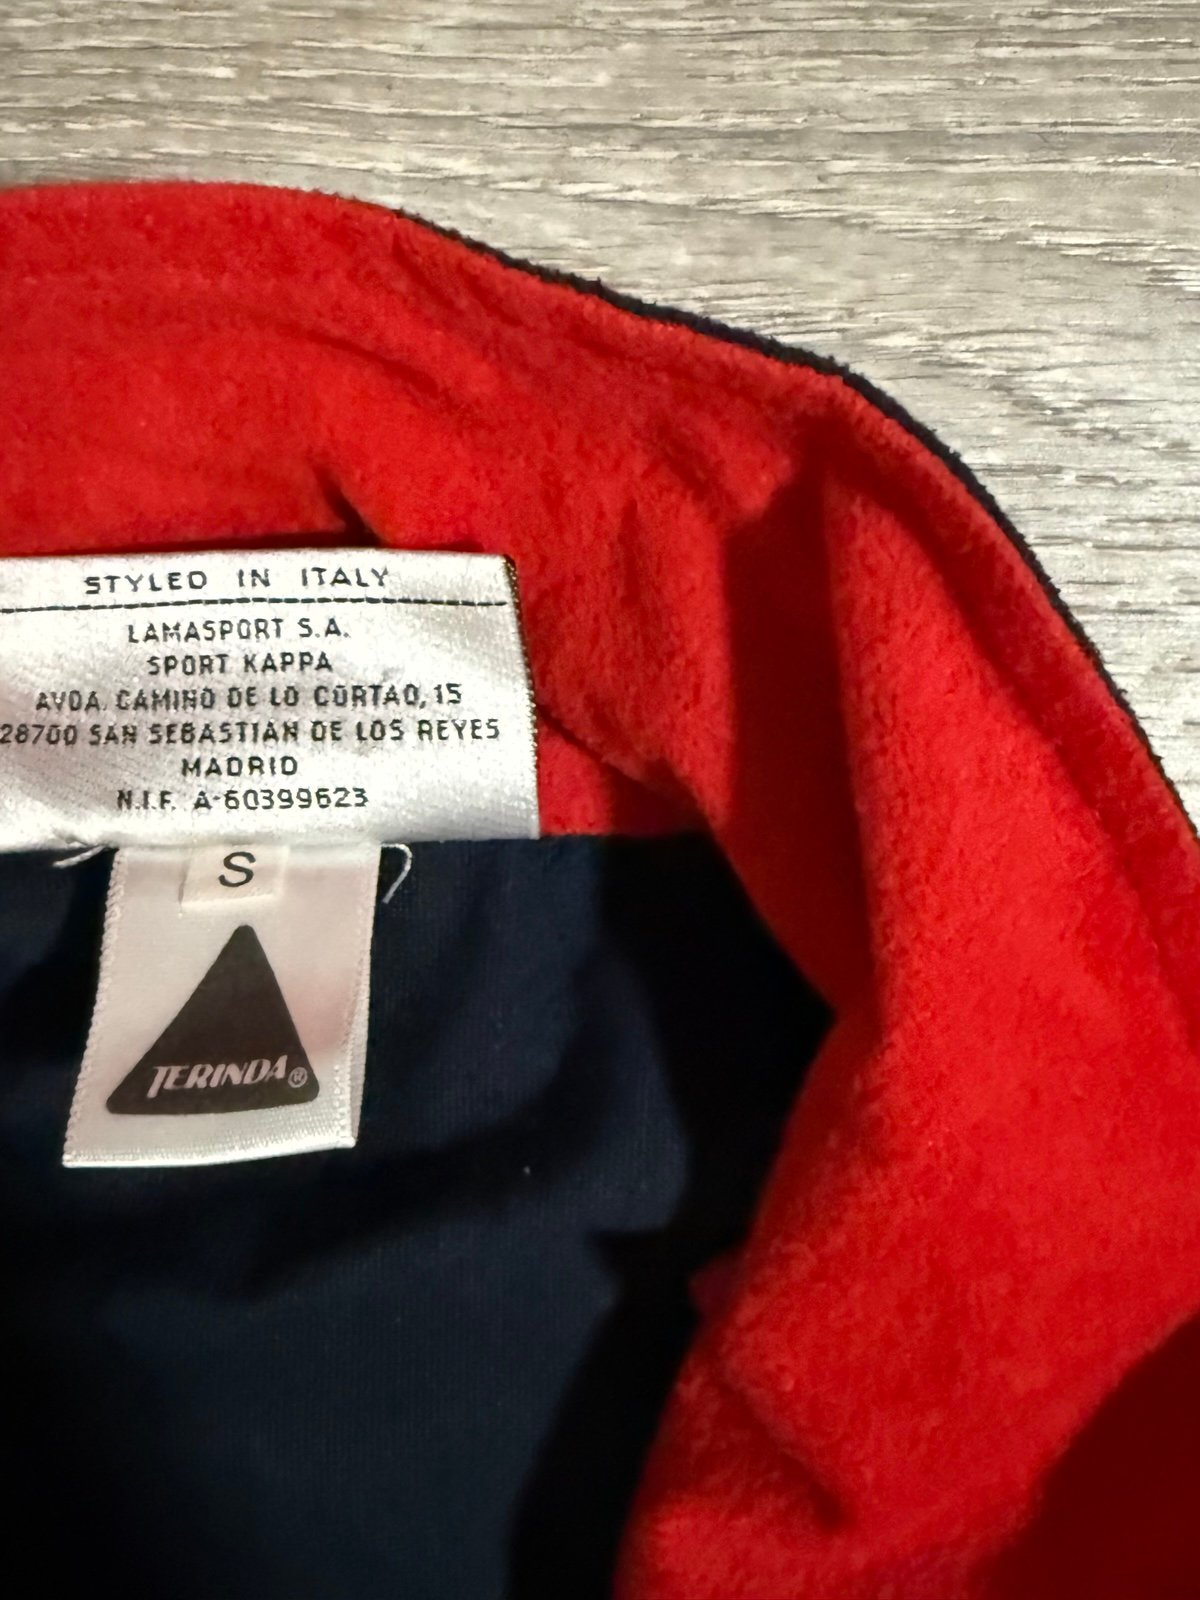 STYLED IN ITALY
LAMASPORT S.A.
SPORT KAPPA
AVDA. CAMINO DE LO CORTAO, 15
28700 SAN SEBASTIAN DE LOS REYES
MADRID
N.I.F. A-60399623
S
TERINDA®